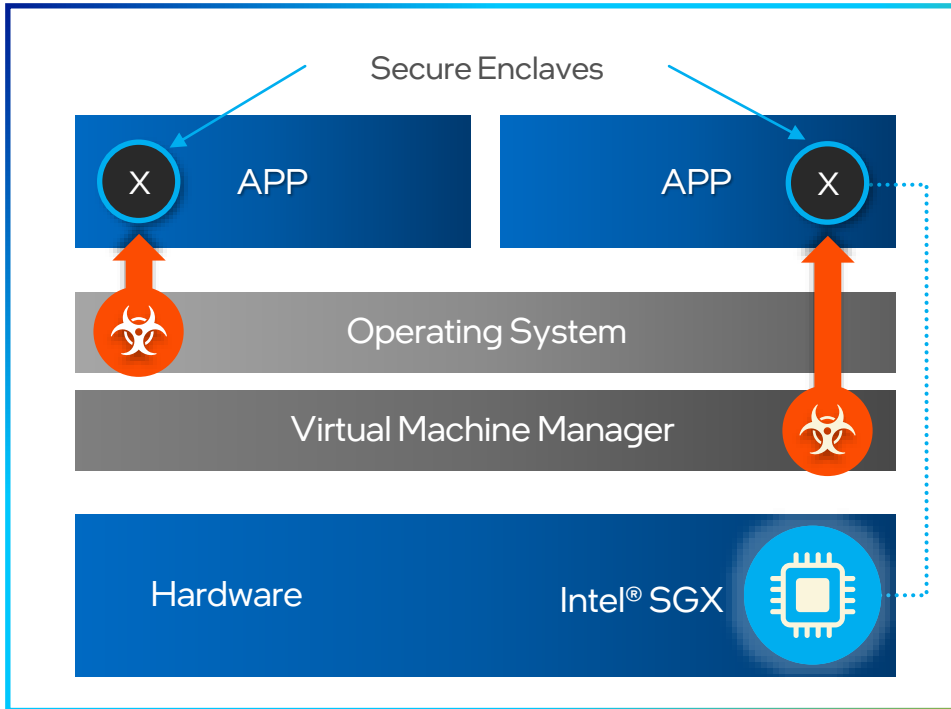 Secure Enclaves
X APP
APP X
Operating System
Virtual Machine Manager
Hardware
Intel® SGX